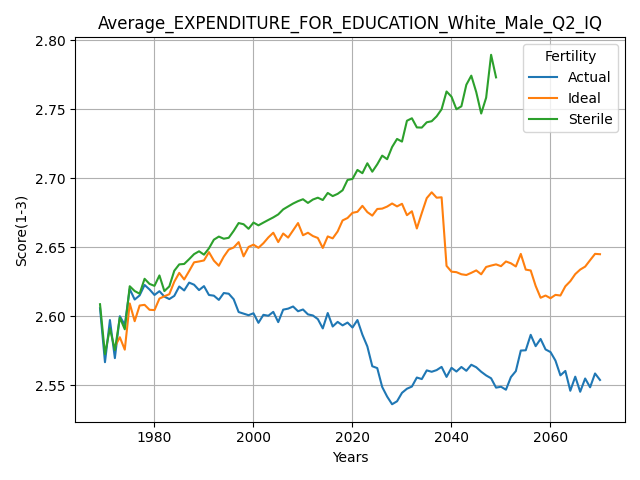 Average_EXPENDITURE_FOR_EDUCATION_White_Male_Q2_IQ
Fertility
Actual
Ideal
Sterile
Score(1-3)
2.80
2.75
2.70
2.65
2.60
2.55
1980 2000 2020 2040 2060
Years